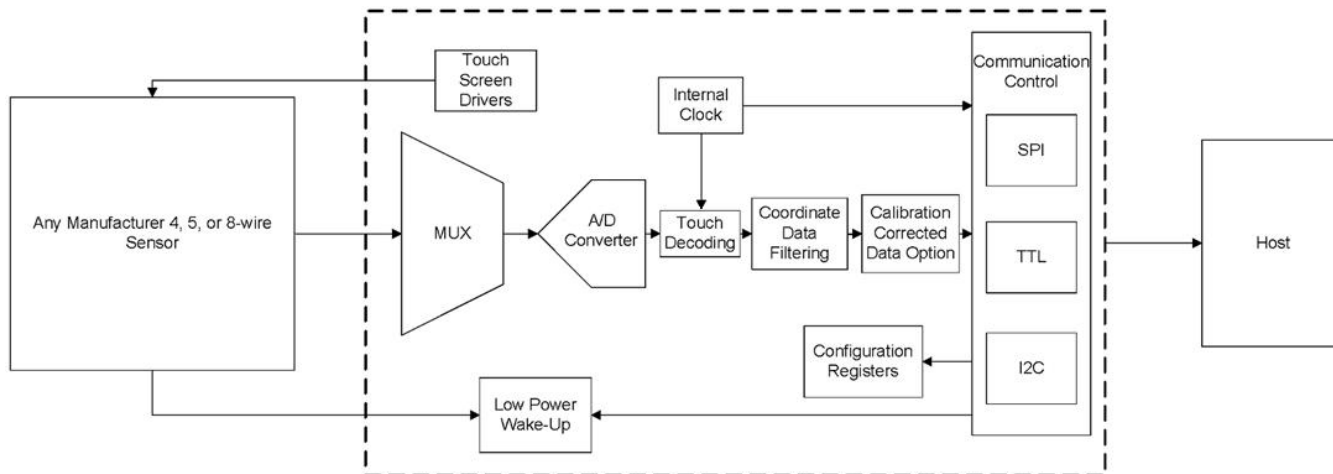 Touch
Screen
Drivers
Communication
Control
Internal
Clock
SPI
Any Manufacturer 4, 5, or 8-wire
Sensor
MUX
A/D
Converter
Touch
Decoding
Coordinate
Data
Filtering
Calibration
Corrected
Data Option
TTL
Host
Configuration
Registers
I2C
Low Power
Wake-Up